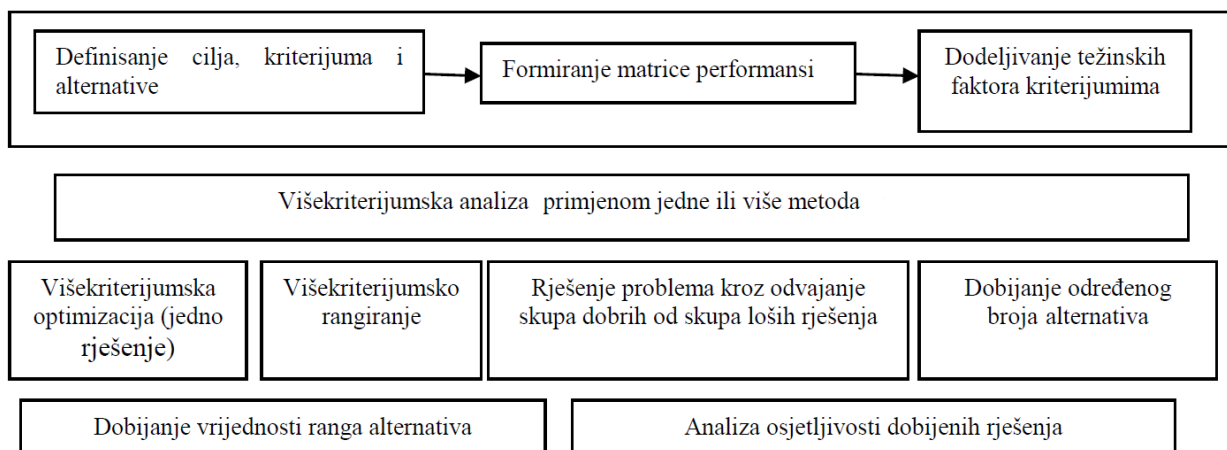 Definisanje cilja, kriterijuma i
alternative
Formiranje matrice performansi
Dodeljivanje težinskih
faktora kriterijumima
Višekriterijumska analiza primjenom jedne ili više metoda
Višekriterijumska
optimizacija (jedno
rješenje)
Višekriterijumsko
rangiranje
Rješenje problema kroz odvajanje
skupa dobrih od skupa loših rješenja
Dobijanje određenog
broja alternativa
Dobijanje vrijednosti ranga alternativa
Analiza osjetljivosti dobijenih rješenja